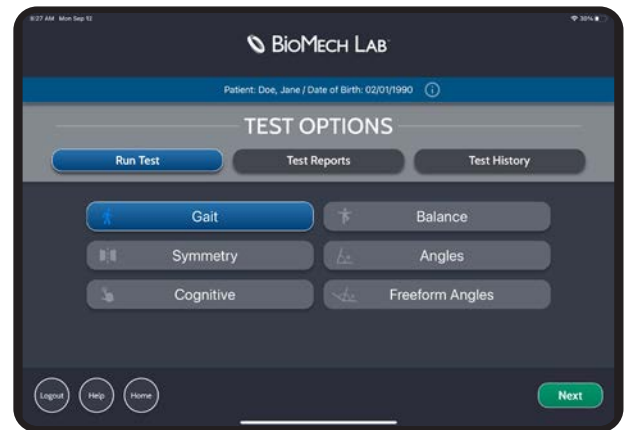 8:27 AM Mon Sep 12
30%
BIOMECH LAB
Patient: Doe, Jane / Date of Birth: 02/01/1990
TEST OPTIONS
Run Test Test Reports Test History
Gait Balance
Symmetry Angles
Cognitive Freeform Angles
Logout Help Home Next